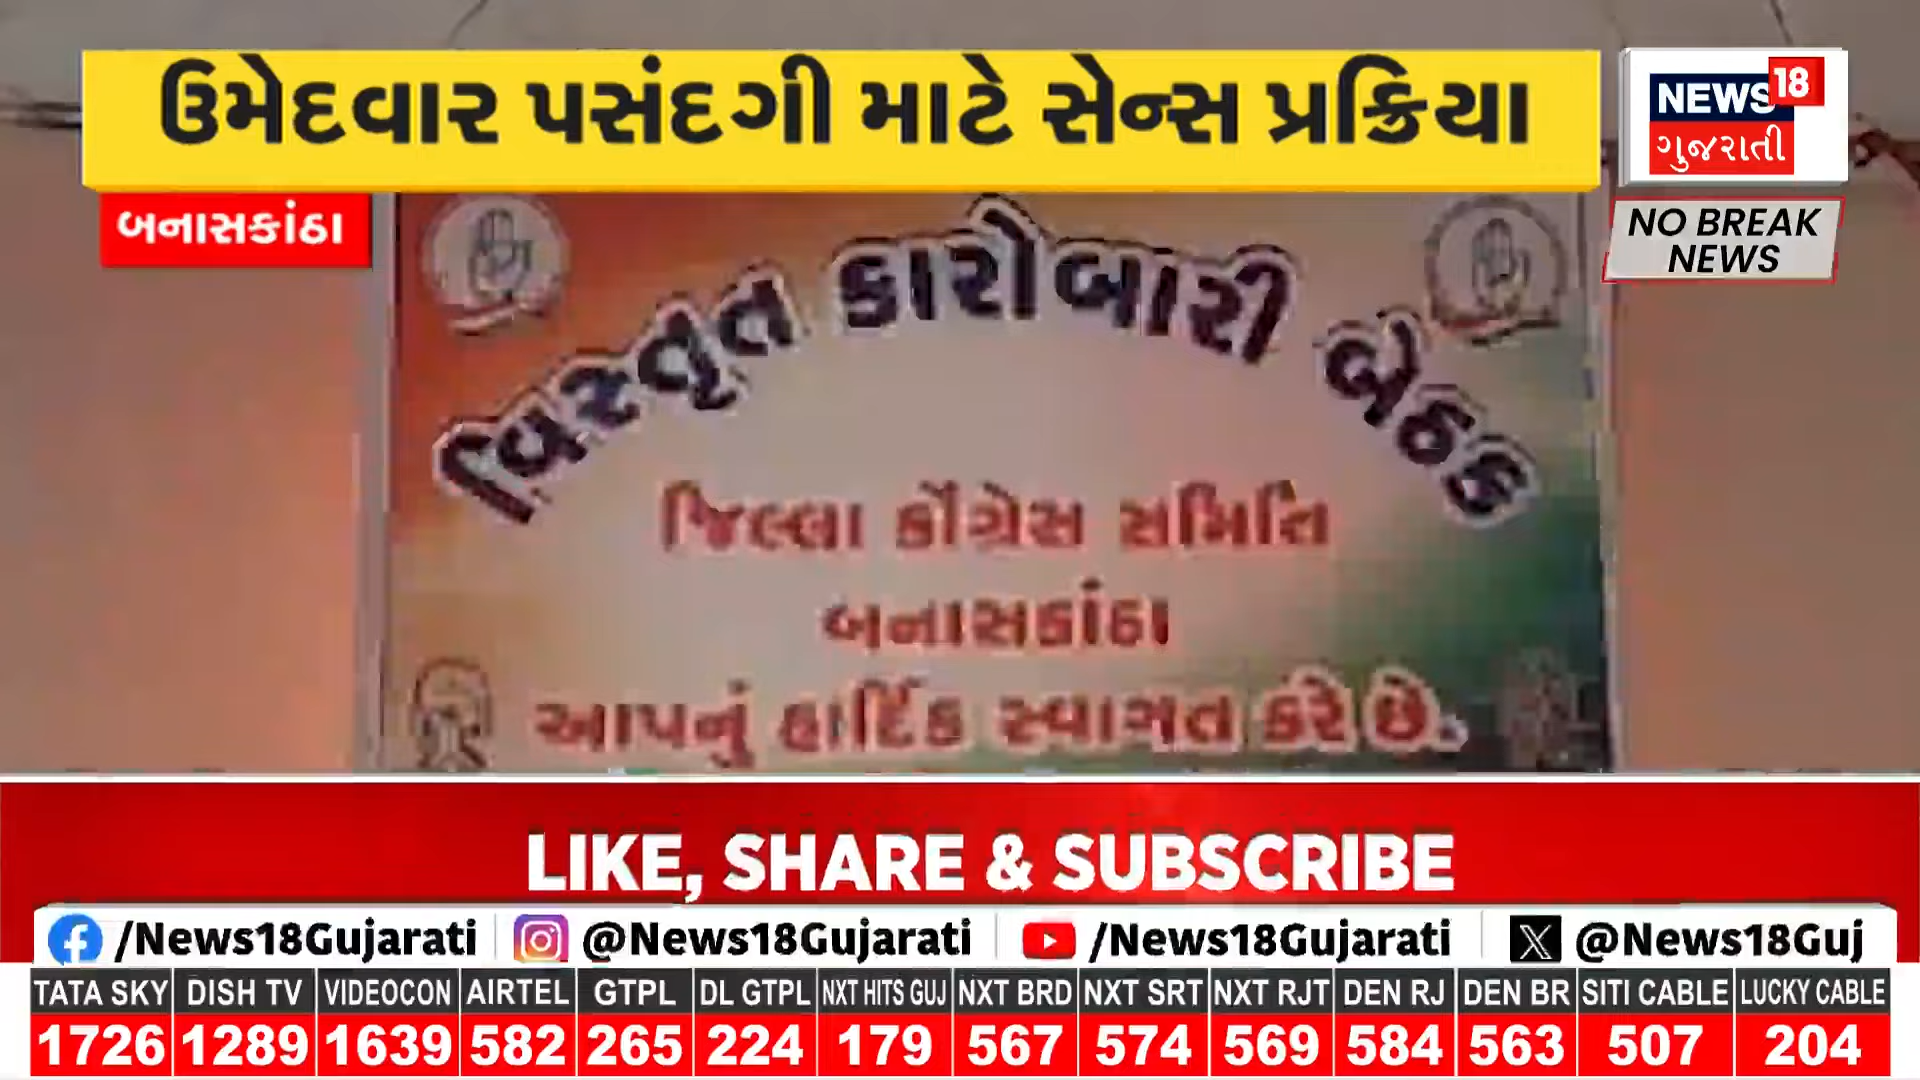 ઉમેદવાર પસંદગી માટે સેન્સ પ્રક્રિયા
NEWS 18
ગુજરાતી
બનાસકાંઠા
NO BREAK
NEWS
વિસ્તૃત કારોબારી બેઠક
જિલ્લા કોંગ્રેસ સમિતિ
બનાસકાંઠા
આપનું હાર્દિક સ્વાગત કરે છે.
LIKE, SHARE & SUBSCRIBE
/News18Gujarati @News18Gujarati /News18Gujarati @News18Guj
TATA SKY DISH TV VIDEOCON AIRTEL GTPL DL GTPL NXT HITS GUJ NXT BRD NXT SRT NXT RJT DEN RJ DEN BR SITI CABLE LUCKY CABLE
1726 1289 1639 582 265 224 179 567 574 569 584 563 507 204